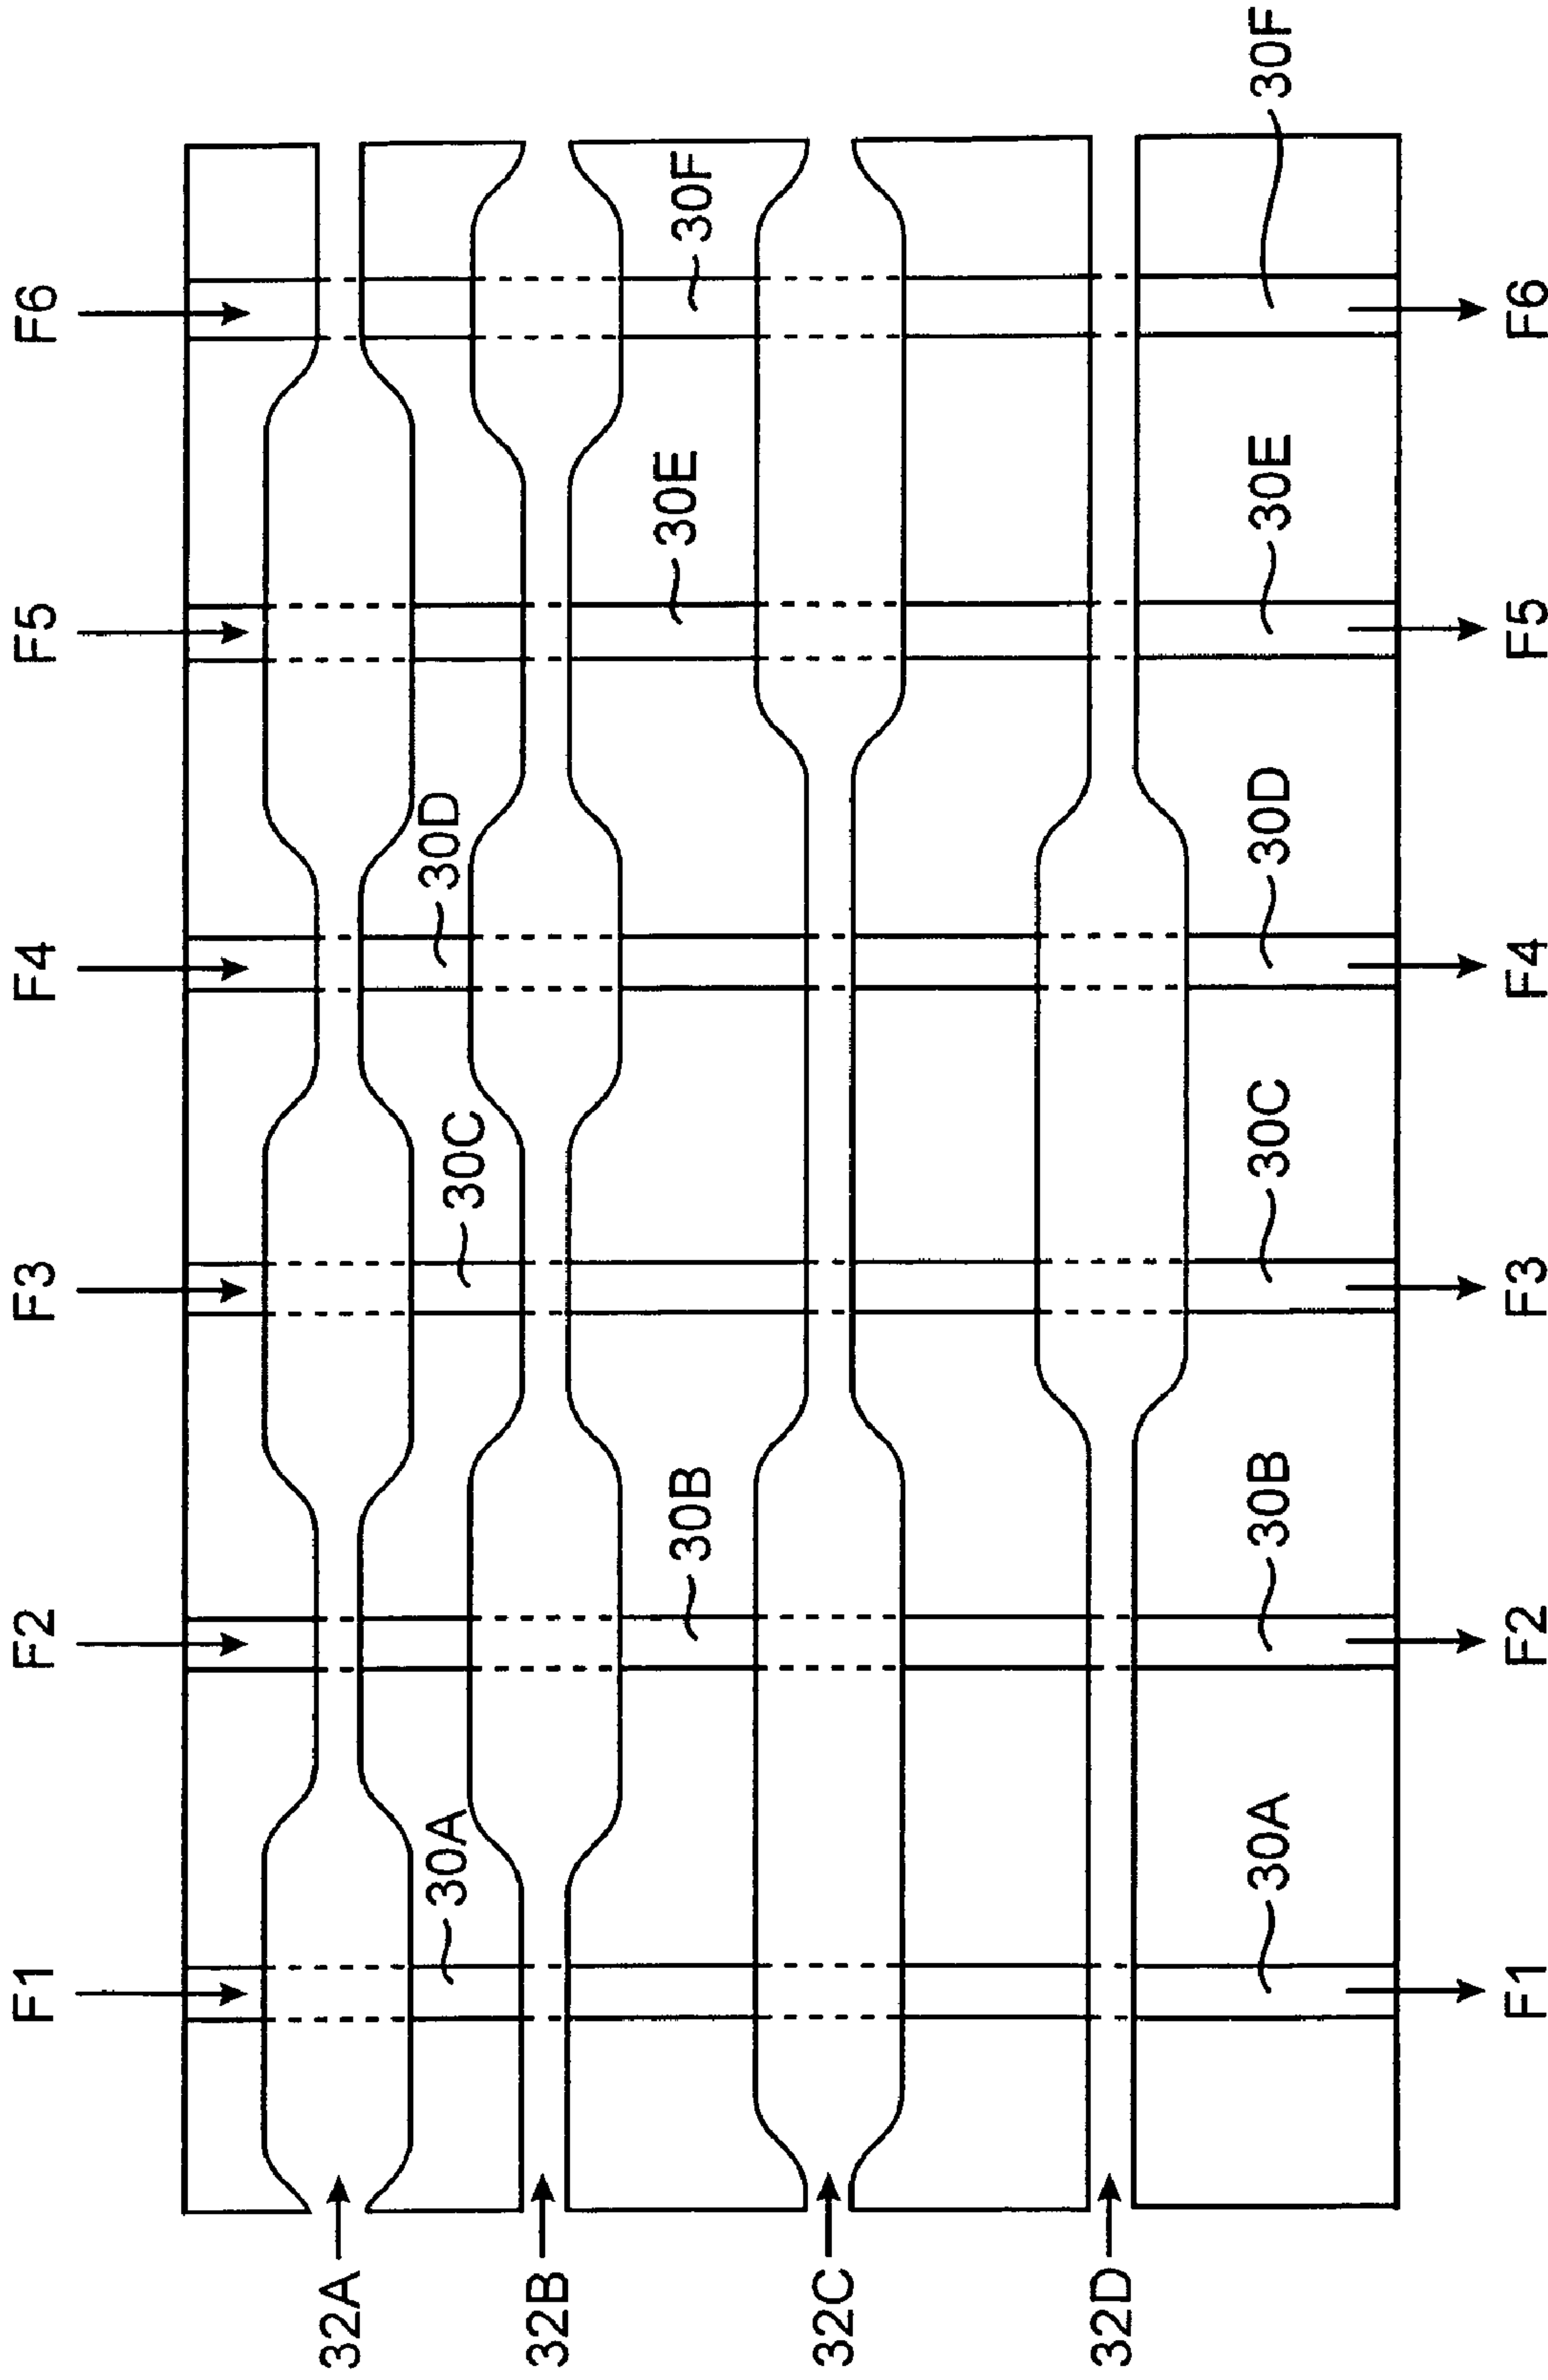 F1 F2 F3 F4 F5 F6
32A
30A 30C 30D
32B
30B 30E 30F
32C
32D
30A 30B 30C 30D 30E 30F
F1 F2 F3 F4 F5 F6